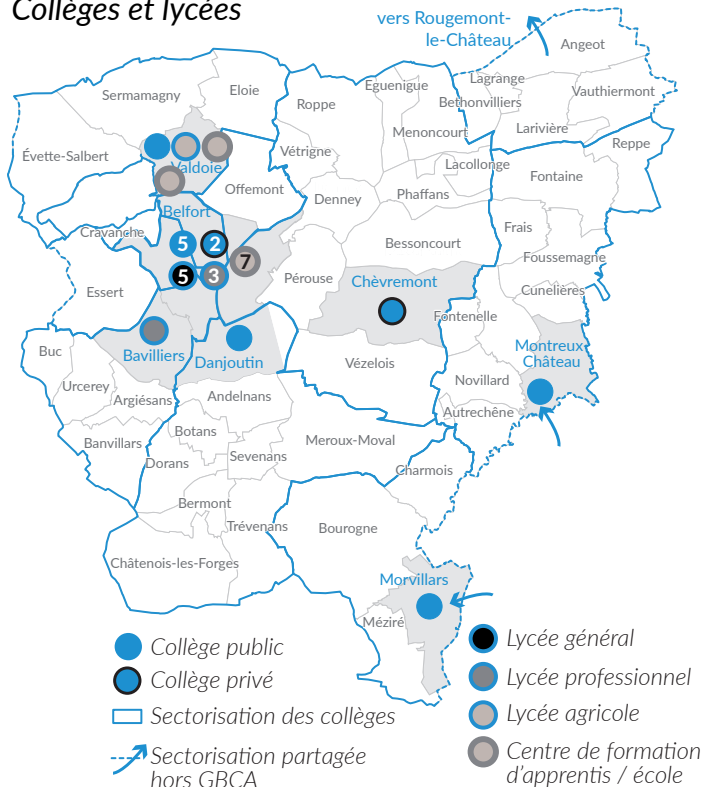 Collèges et lycées
vers Rougemont-
le-Château
Angeot
Sermamagny
Eloie
Roppe
Eguenigue
Lagrange
Bethonvilliers
Vauthiermont
Menoncourt
Larivière
Reppe
Évette-Salbert
Valdoie
Vétrigne
Lacollonge
Fontaine
Offemont
Denney
Phaffans
Belfort
Cravanche
5
2
Bessoncourt
Frais
Foussemagne
5
3
7
Pérouse
Chèvremont
Cunelières
Essert
Fontenelle
Buc
Bavilliers
Danjoutin
Vézelois
Montreux-
Château
Urcerey
Argiésans
Andelnans
Novillard
Autrechêne
Banvillars
Botans
Meroux-Moval
Dorans
Sevenans
Charmois
Bermont
Trévenans
Bourogne
Châtenois-les-Forges
Morvillars
Méziré
Collège public
Collège privé
Sectorisation des collèges
Sectorisation partagée
hors GBCA
Lycée général
Lycée professionnel
Lycée agricole
Centre de formation
d'apprentis / école